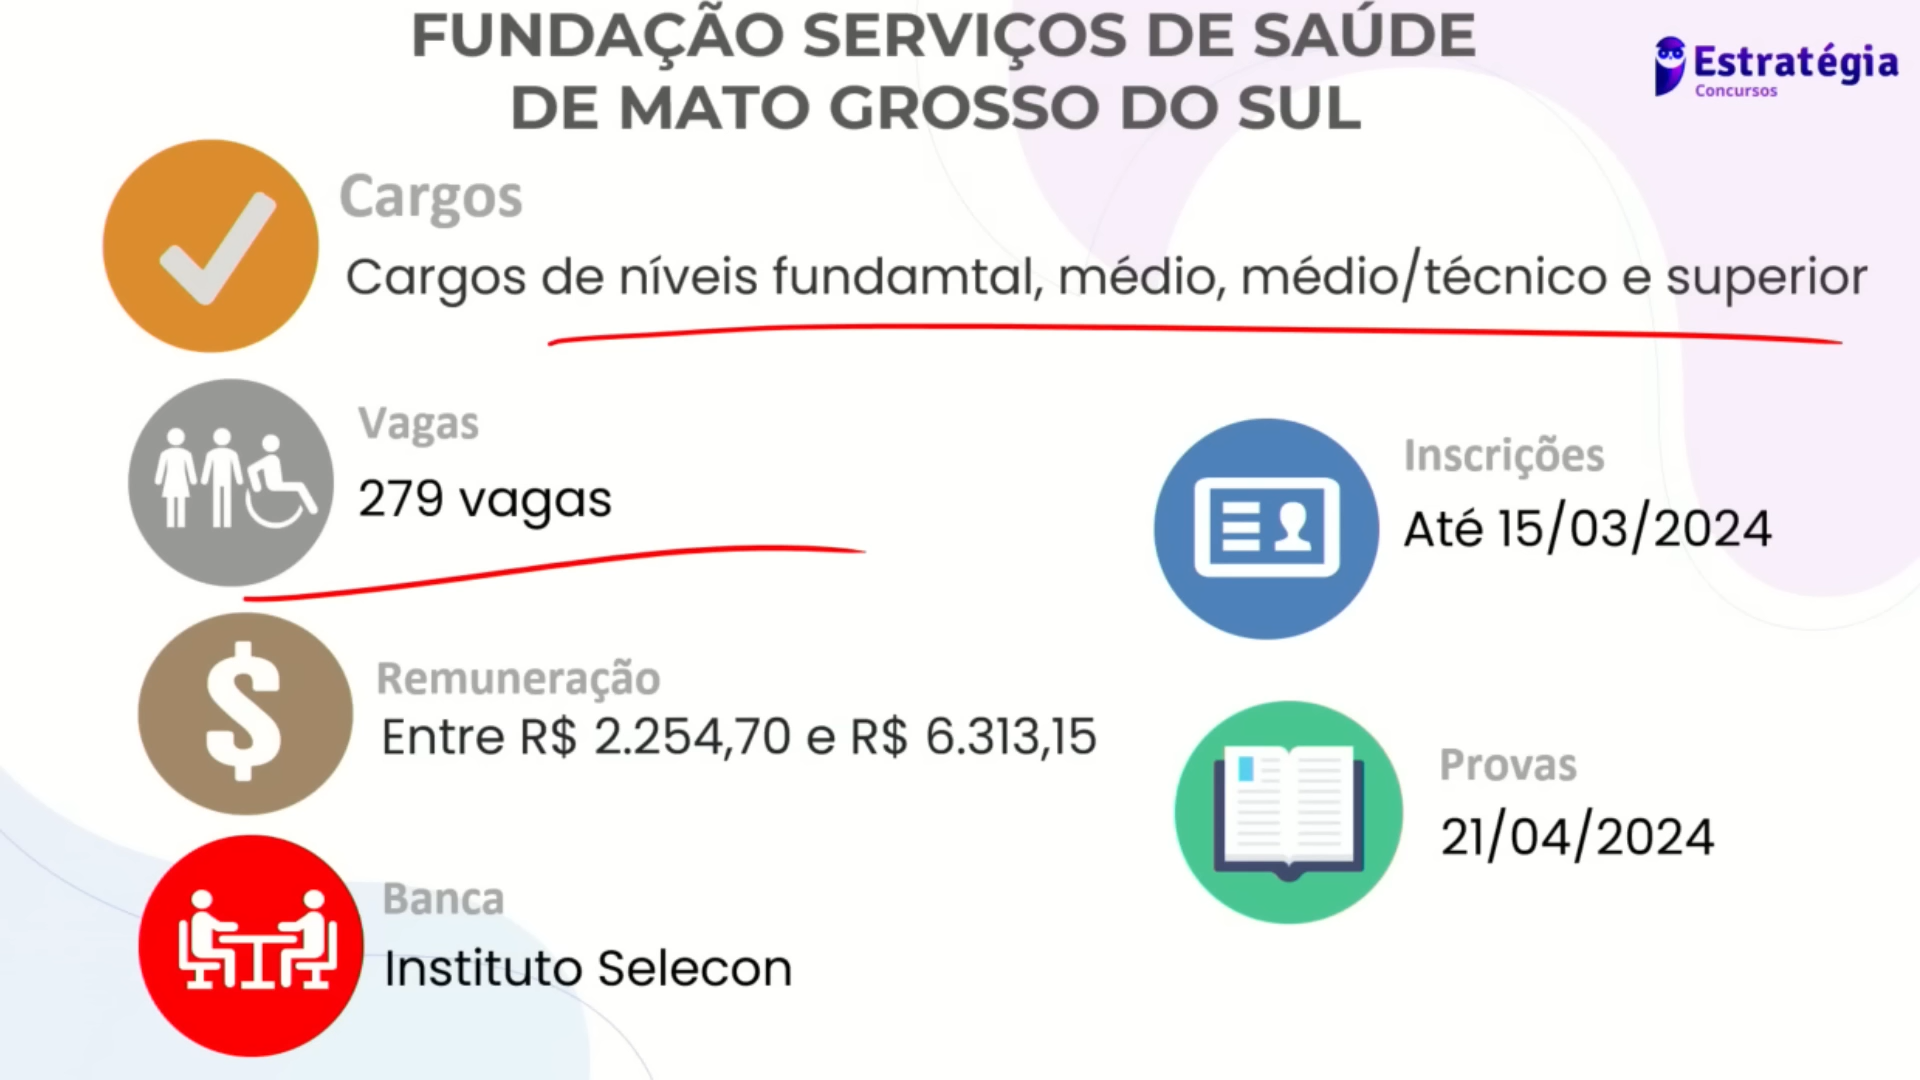 FUNDAÇÃO SERVIÇOS DE SAÚDE
DE MATO GROSSO DO SUL
Estratégia
Concursos
Cargos
Cargos de níveis fundamtal, médio, médio/técnico e superior
Vagas
279 vagas
Inscrições
Até 15/03/2024
Remuneração
Entre R$ 2.254,70 e R$ 6.313,15
Provas
21/04/2024
Banca
Instituto Selecon